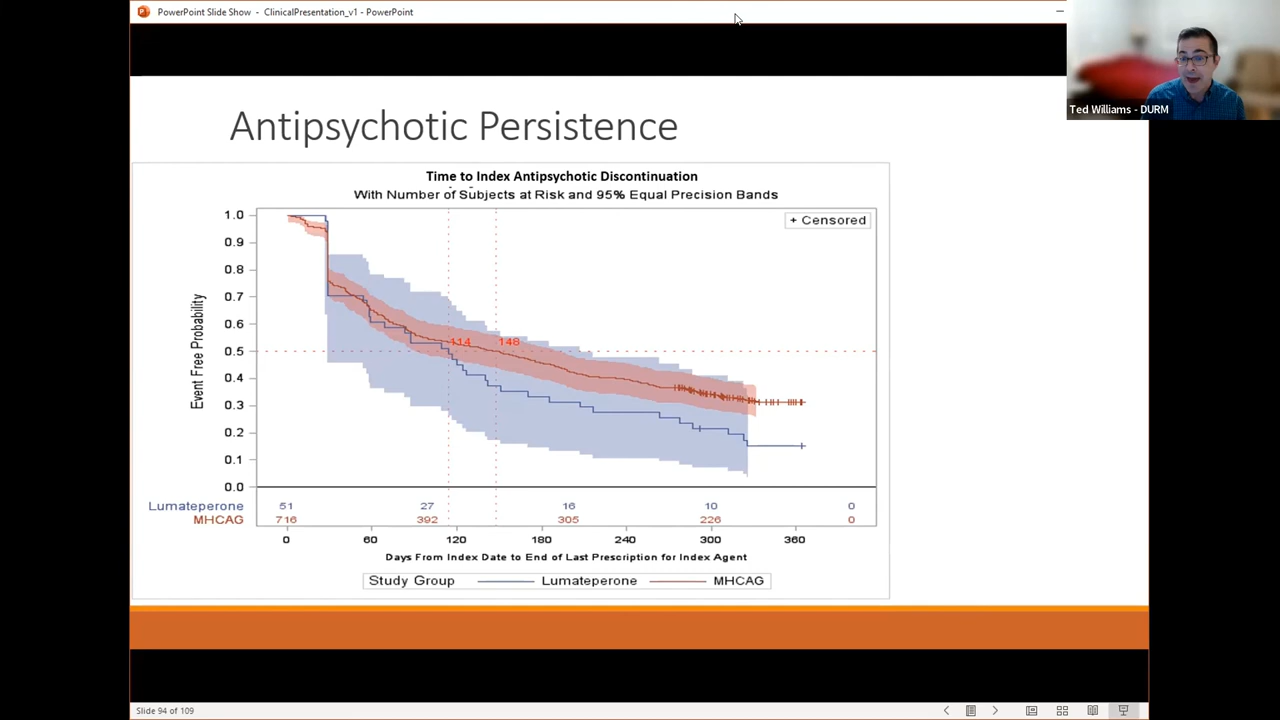 PowerPoint Slide Show - ClinicalPresentation_v1 - PowerPoint
Ted Williams - DURM
Antipsychotic Persistence
Time to Index Antipsychotic Discontinuation
With Number of Subjects at Risk and 95% Equal Precision Bands
+ Censored
Event Free Probability
1.0
0.9
0.8
0.7
0.6
0.5
0.4
0.3
0.2
0.1
0.0
114
148
Lumateperone 51 27 16 10 0
MHCAG 716 392 305 226 0
0 60 120 180 240 300 360
Days From Index Date to End of Last Prescription for Index Agent
Study Group Lumateperone MHCAG
Slide 94 of 109